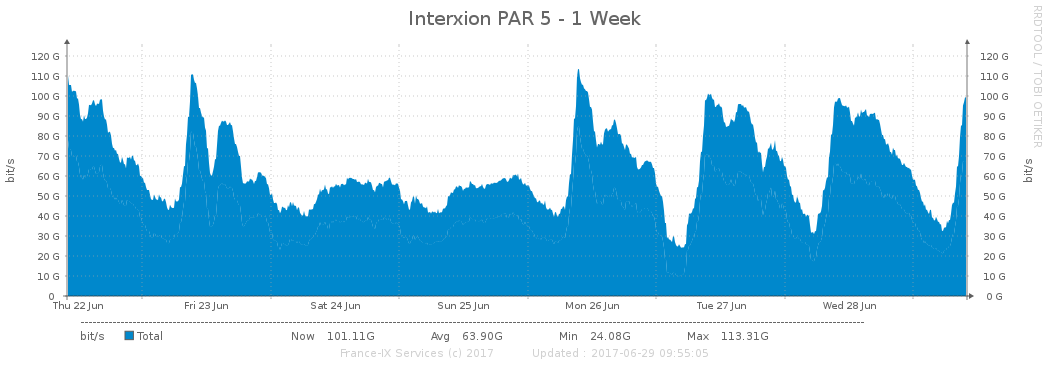 Interxion PAR 5 - 1 Week
RRDTOOL / TOBI OETIKER
bit/s
120 G 120 G
110 G 110 G
100 G 100 G
90 G 90 G
80 G 80 G
70 G 70 G
60 G 60 G
50 G 50 G
40 G 40 G
30 G 30 G
20 G 20 G
10 G 10 G
0 0 G
bit/s
Thu 22 Jun Fri 23 Jun Sat 24 Jun Sun 25 Jun Mon 26 Jun Tue 27 Jun Wed 28 Jun
bit/s Total Now 101.11G Avg 63.90G Min 24.08G Max 113.31G
France-IX Services (c) 2017 Updated : 2017-06-29 09:55:05